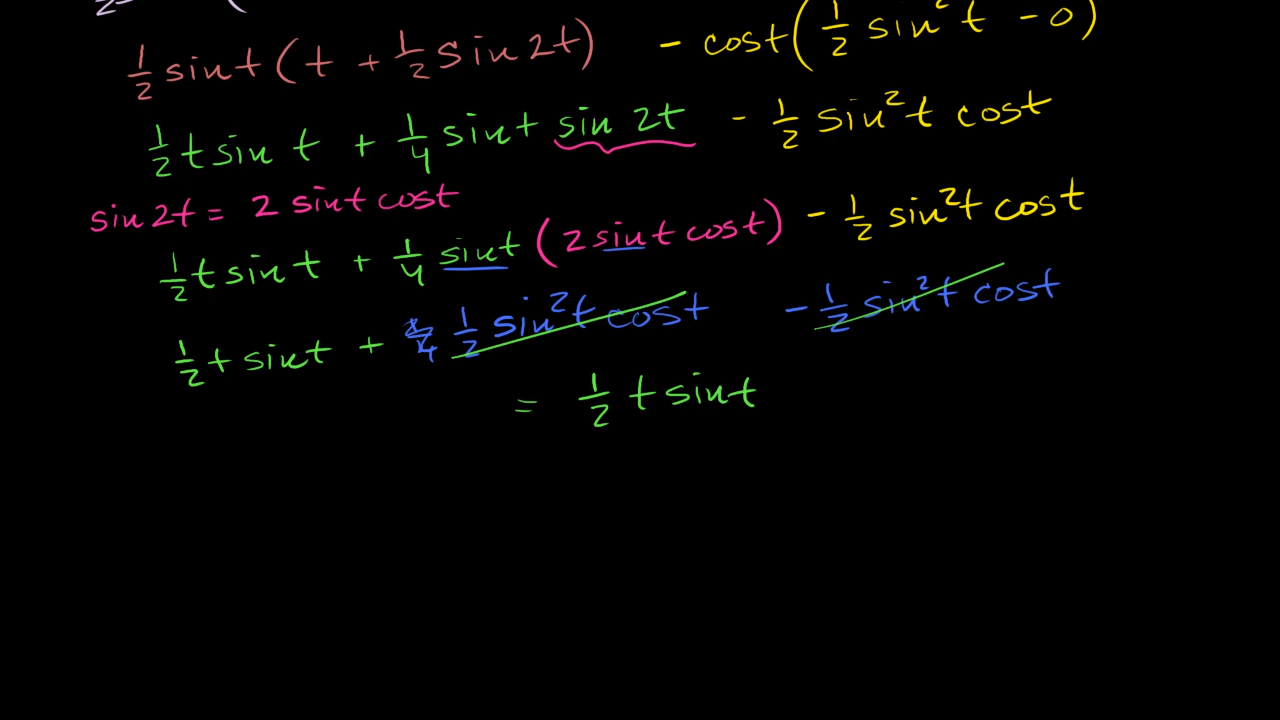 ½ sin t (t + ½ sin 2t) - cos t (½ sin² t - 0)
½ t sin t + ¼ sin t sin 2t - ½ sin² t cos t
sin 2t = 2 sin t cos t
½ t sin t + ¼ sin t (2 sin t cos t) - ½ sin² t cos t
½ t sin t + ½ sin² t cos t - ½ sin² t cos t
= ½ t sin t